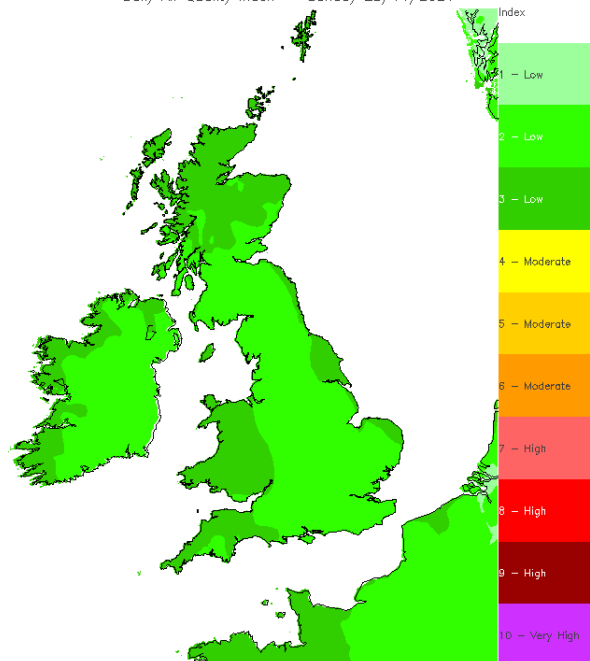 Index
1 - Low
2 - Low
3 - Low
4 - Moderate
5 - Moderate
6 - Moderate
7 - High
8 - High
9 - High
10 - Very High